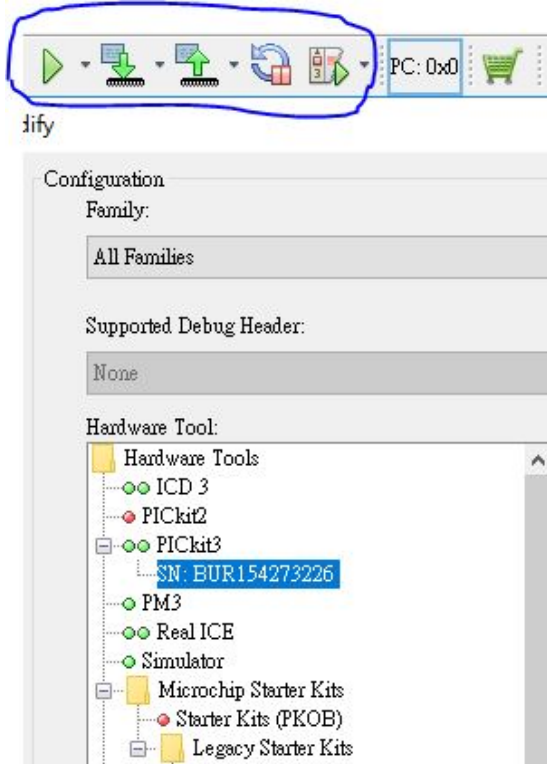 PC: 0x0
dify
Configuration
Family:
All Families
Supported Debug Header:
None
Hardware Tool:
Hardware Tools
ICD 3
PICkit2
PICkit3
SN: BUR154273226
PM3
Real ICE
Simulator
Microchip Starter Kits
Starter Kits (PKOB)
Legacy Starter Kits